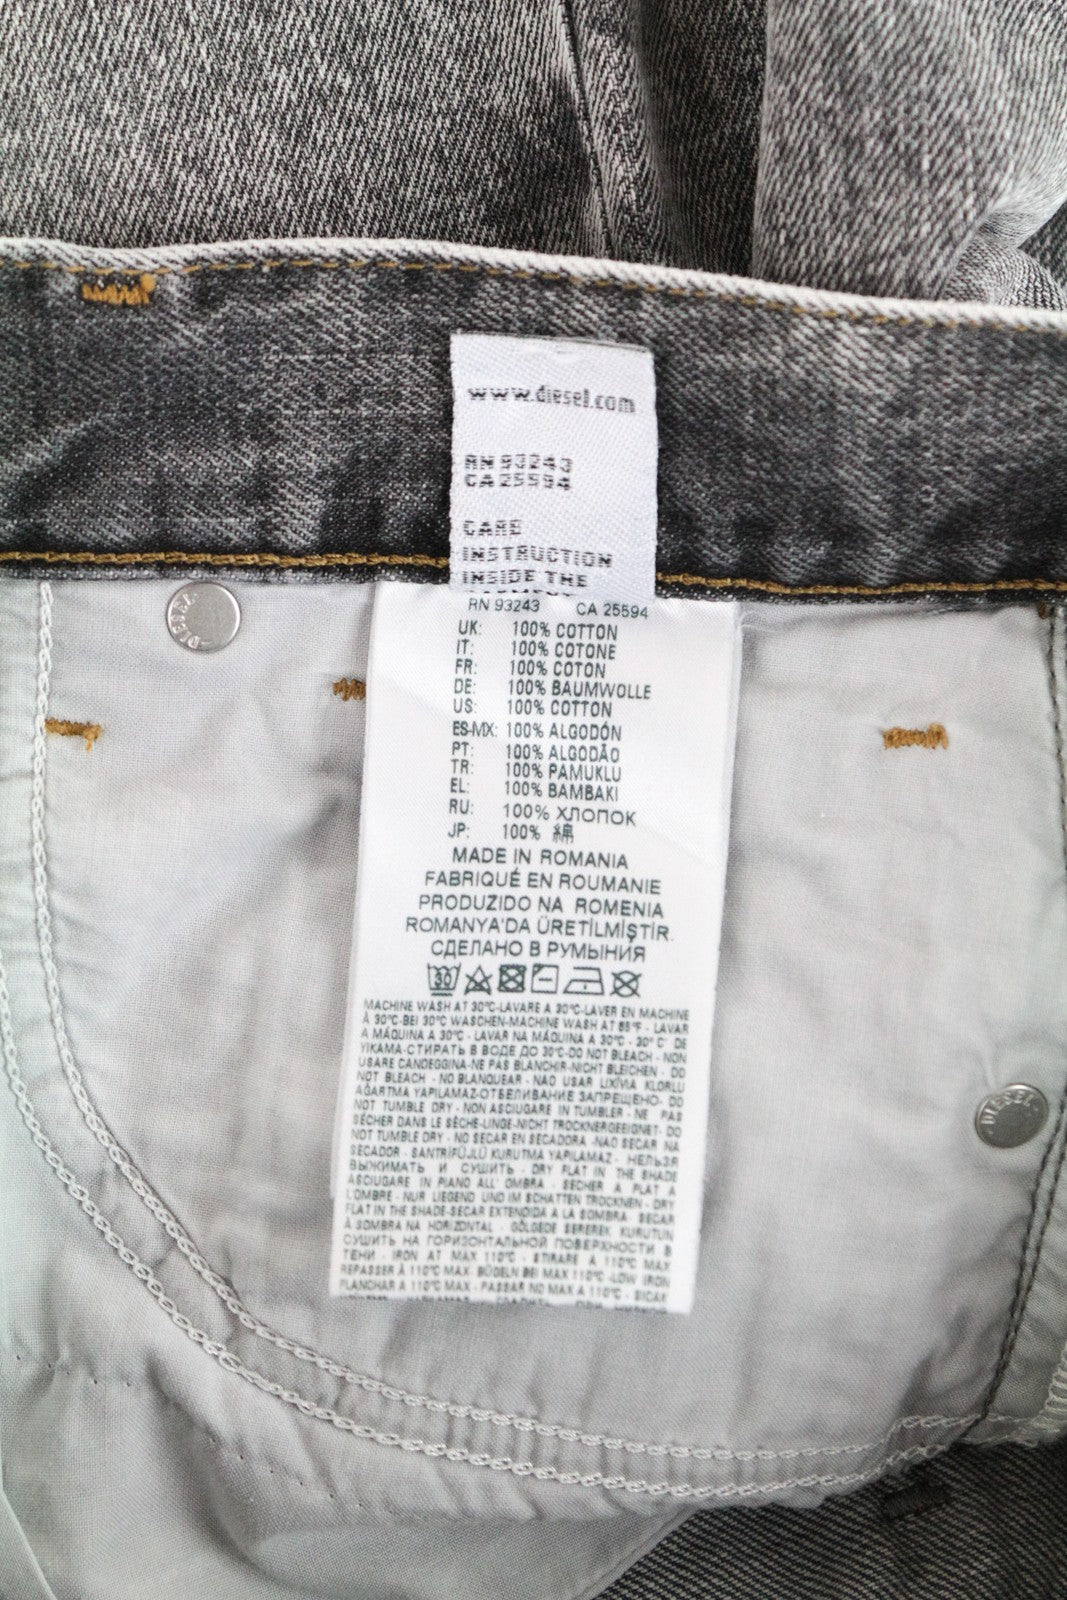 www.diesel.com
RN 93243
CA 25594
CARE
INSTRUCTION
INSIDE THE
RN 93243 CA 25594
UK: 100% COTTON
IT: 100% COTONE
FR: 100% COTON
DE: 100% BAUMWOLLE
US: 100% COTTON
ES-MX: 100% ALGODÓN
PT: 100% ALGODÃO
TR: 100% PAMUKLU
EL: 100% BAMBAKI
RU: 100% ХЛОПОК
JP: 100% 綿
MADE IN ROMANIA
FABRIQUÉ EN ROUMANIE
PRODUZIDO NA ROMENIA
ROMANYA'DA ÜRETİLMİŞTİR.
СДЕЛАНО В РУМЫНИЯ
30
MACHINE WASH AT 30°C-LAVARE A 30°C-LAVER EN MACHINE
À 30°C-BEI 30°C WASCHEN-MACHINE WASH AT 85°F - LAVAR
A MÁQUINA A 30°C - LAVAR NA MÁQUINA A 30°C - 30° C' DE
YIKAMA-СТИРАТЬ В ВОДЕ ДО 30°C-DO NOT BLEACH - NON
USARE CANDEGGINA-NE PAS BLANCHIR-NICHT BLEICHEN - DO
NOT BLEACH - NO BLANQUEAR - NAO USAR LIXÍVIA KLORLU
AĞARTMA YAPILAMAZ-ОТБЕЛИВАНИЕ ЗАПРЕЩЕНО- DO
NOT TUMBLE DRY - NON ASCIUGARE IN TUMBLER - NE PAS
SÉCHER DANS LE SÈCHE-LINGE-NICHT TROCKNERGEEIGNET- DO
NOT TUMBLE DRY - NO SECAR EN SECADORA -NAO SECAR NA
SECADOR - SANTRİFÜJLÜ KURUTMA YAPILAMAZ - НЕЛЬЗЯ
ВЫЖИМАТЬ И СУШИТЬ - DRY FLAT IN THE SHADE
ASCIUGARE IN PIANO ALL' OMBRA - SÉCHER À PLAT A
L'OMBRE - NUR LIEGEND UND IM SCHATTEN TROCKNEN - DRY
FLAT IN THE SHADE-SECAR EXTENDIDA A LA SOMBRA SECAR
À SOMBRA NA HORIZONTAL - GÖLGEDE SEREREK KURUTUN
СУШИТЬ НА ГОРИЗОНТАЛЬНОЙ ПОВЕРХНОСТИ В
ТЕНИ - IRON AT MAX 110°C - STIRARE A 110°C MAX
REPASSER À 110°C MAX- BÜGELN BEI MAX 110°C -LOW IRON
PLANCHAR A 110°C MAX - PASSAR NO MAX A 110°C - SICAK
DIESEL
DIESEL